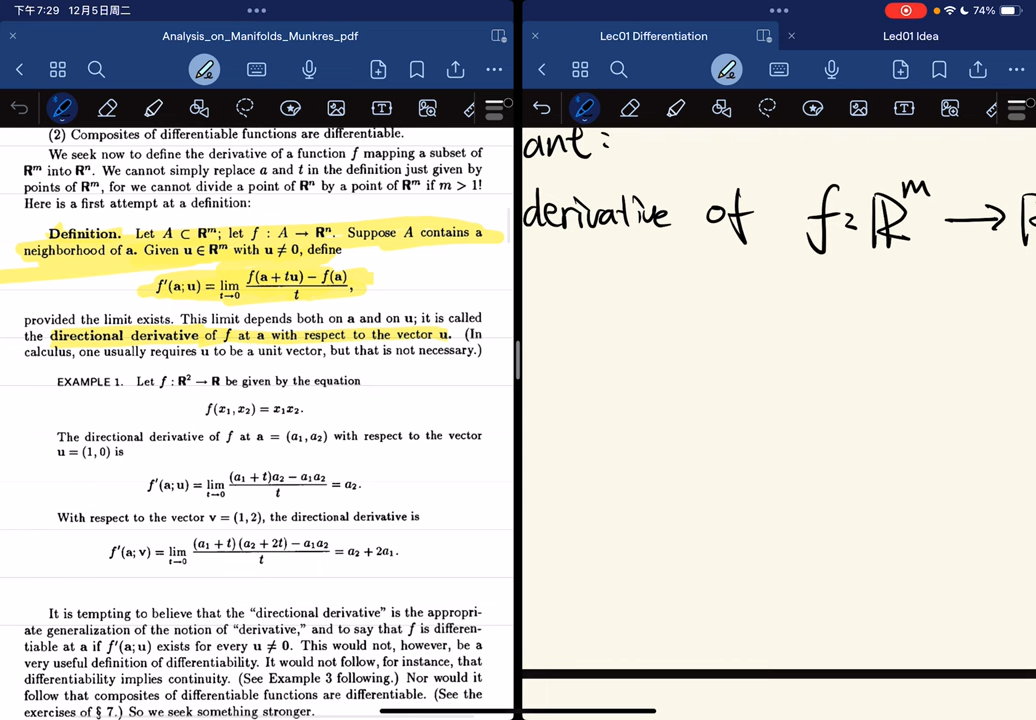 下午7:29 12月5日周二
74%
Analysis_on_Manifolds_Munkres_pdf
Lec01 Differentiation
Led01 Idea
(2) Composites of differentiable functions are differentiable.
We seek now to define the derivative of a function f mapping a subset of
Rᵐ into Rⁿ. We cannot simply replace a and t in the definition just given by
points of Rᵐ, for we cannot divide a point of Rⁿ by a point of Rᵐ if m > 1!
Here is a first attempt at a definition:
Definition. Let A ⊂ Rᵐ; let f : A → Rⁿ. Suppose A contains a
neighborhood of a. Given u ∈ Rᵐ with u ≠ 0, define
f′(a; u) = lim t→0 f(a + tu) − f(a) / t,
provided the limit exists. This limit depends both on a and on u; it is called
the directional derivative of f at a with respect to the vector u. (In
calculus, one usually requires u to be a unit vector, but that is not necessary.)
EXAMPLE 1. Let f : R² → R be given by the equation
f(x₁, x₂) = x₁x₂.
The directional derivative of f at a = (a₁, a₂) with respect to the vector
u = (1, 0) is
f′(a; u) = lim t→0 (a₁ + t)a₂ − a₁a₂ / t = a₂.
With respect to the vector v = (1, 2), the directional derivative is
f′(a; v) = lim t→0 (a₁ + t)(a₂ + 2t) − a₁a₂ / t = a₂ + 2a₁.
It is tempting to believe that the “directional derivative” is the appropri-
ate generalization of the notion of “derivative,” and to say that f is differen-
tiable at a if f′(a; u) exists for every u ≠ 0. This would not, however, be a
very useful definition of differentiability. It would not follow, for instance, that
differentiability implies continuity. (See Example 3 following.) Nor would it
follow that composites of differentiable functions are differentiable. (See the
exercises of § 7.) So we seek something stronger.
ant:
derivative of f: ℝᵐ → ℝ